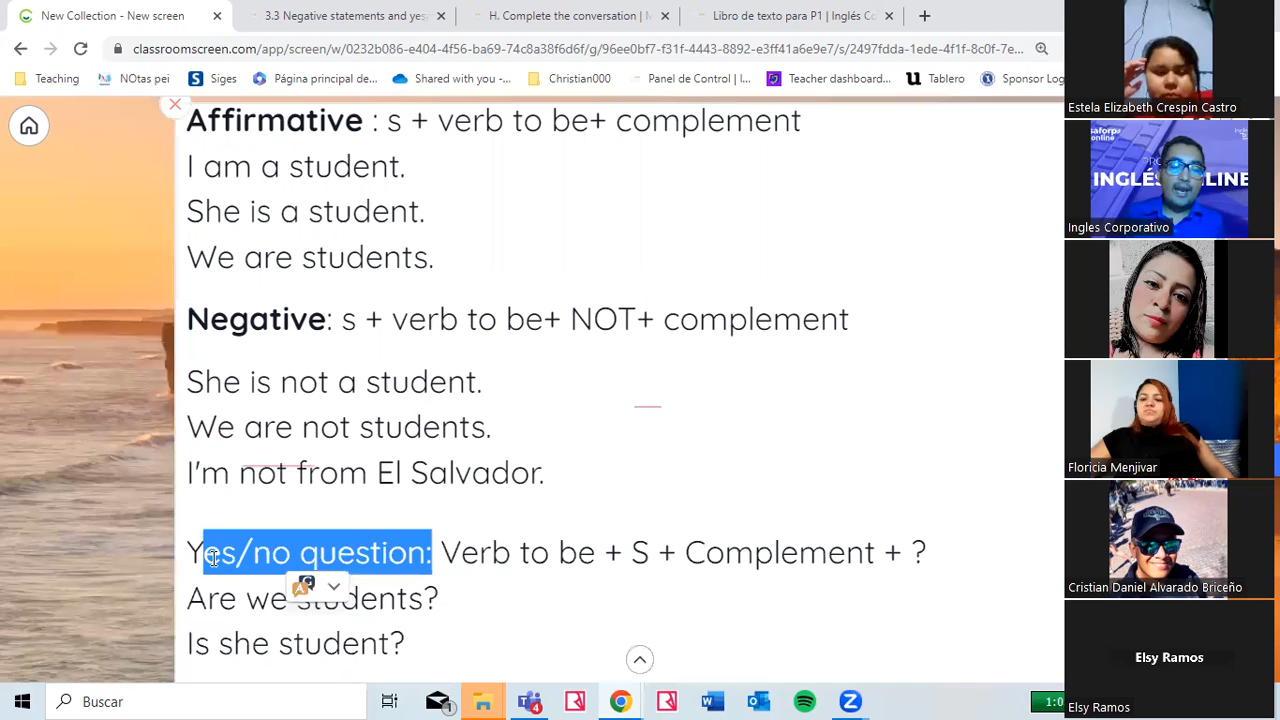 New Collection - New screen
3.3 Negative statements and yes/
H. Complete the conversation | M
Libro de texto para P1 | Inglés Co
classroomscreen.com/app/screen/w/0232b086-e404-4f56-ba69-74c8a38f6d6f/g/96ee0bf7-f31f-4443-8892-e3ff41a6e9e7/s/2497fdda-1ede-4f1f-8c0f-7e...
Teaching
NOtas pei
Siges
Página principal de...
Shared with you -...
Christian000
Panel de Control | I...
Teacher dashboard...
Tablero
Sponsor Log
Affirmative : s + verb to be+ complement
I am a student.
She is a student.
We are students.
Negative: s + verb to be+ NOT+ complement
She is not a student.
We are not students.
I'm not from El Salvador.
Yes/no question: Verb to be + S + Complement + ?
Are we students?
Is she student?
Estela Elizabeth Crespin Castro
INGLÉS
Ingles Corporativo
Floricia Menjivar
Cristian Daniel Alvarado Briceño
Elsy Ramos
Elsy Ramos
Buscar